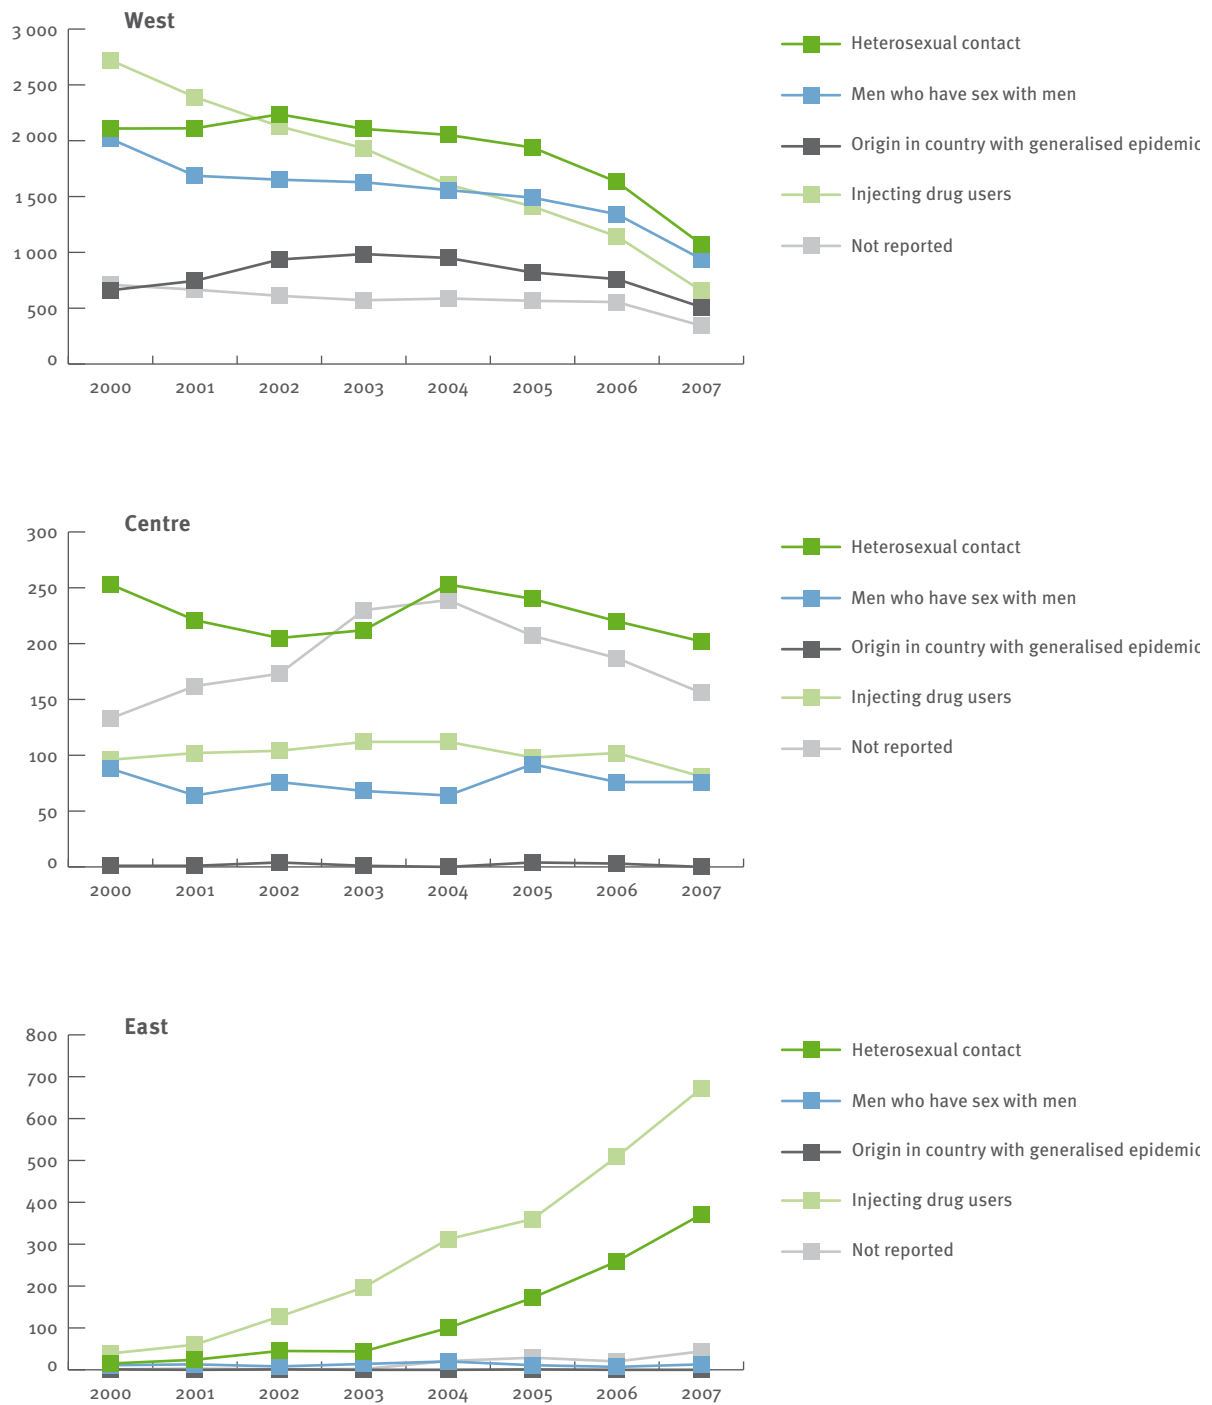 West
3 000
2 500
2 000
1 500
1 000
500
0
2000 2001 2002 2003 2004 2005 2006 2007
Heterosexual contact
Men who have sex with men
Origin in country with generalised epidemic
Injecting drug users
Not reported
Centre
300
250
200
150
100
50
0
2000 2001 2002 2003 2004 2005 2006 2007
Heterosexual contact
Men who have sex with men
Origin in country with generalised epidemic
Injecting drug users
Not reported
East
800
700
600
500
400
300
200
100
0
2000 2001 2002 2003 2004 2005 2006 2007
Heterosexual contact
Men who have sex with men
Origin in country with generalised epidemic
Injecting drug users
Not reported